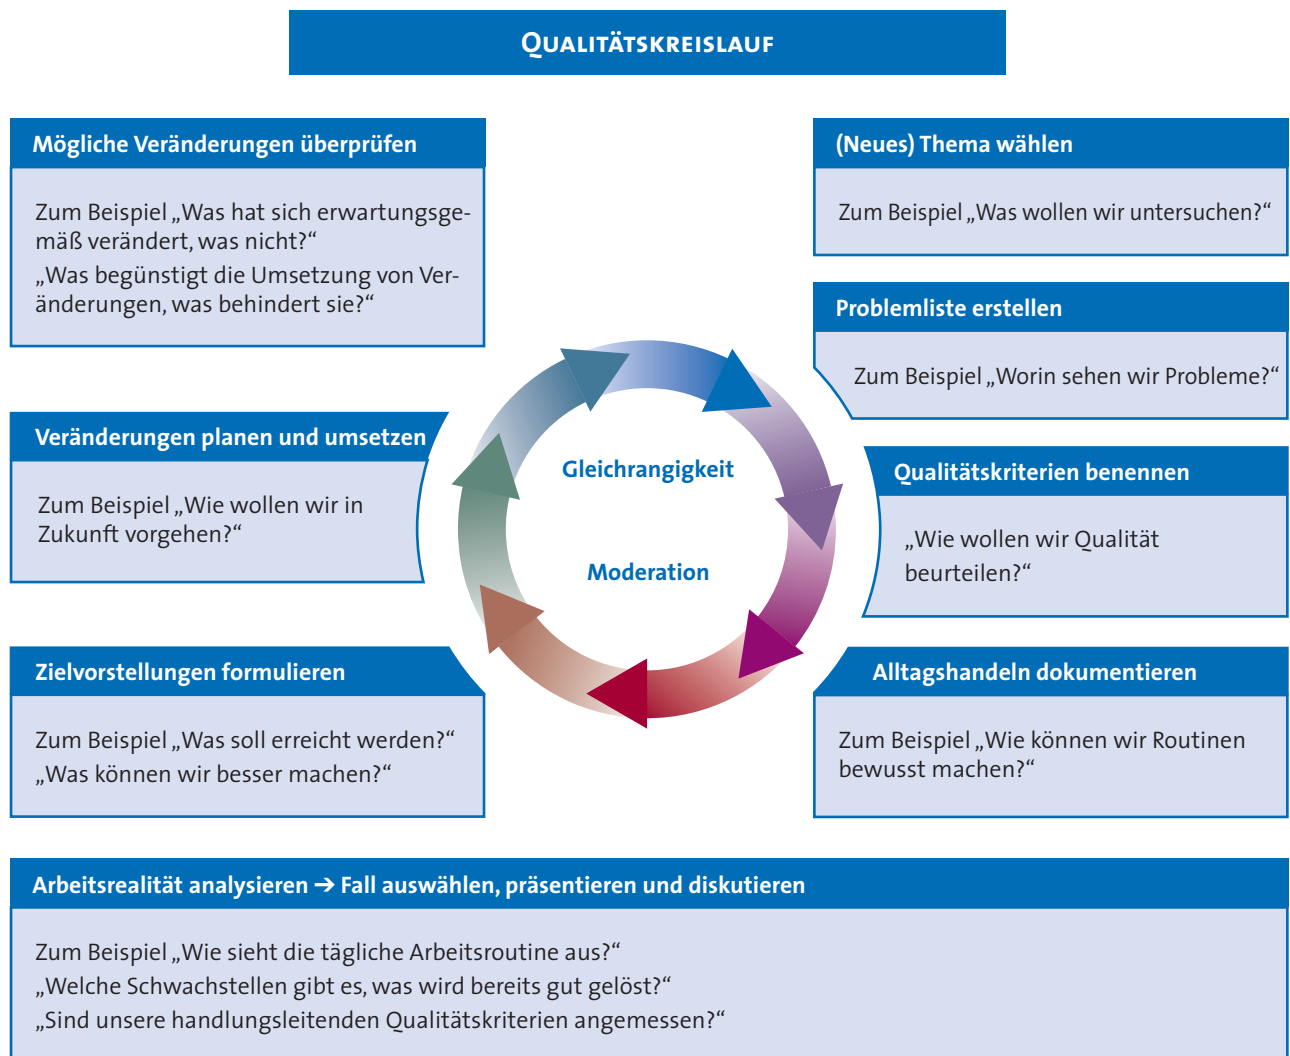 QUALITÄTSKREISLAUF
Mögliche Veränderungen überprüfen
Zum Beispiel „Was hat sich erwartungsge-
mäß verändert, was nicht?“
„Was begünstigt die Umsetzung von Ver-
änderungen, was behindert sie?“
(Neues) Thema wählen
Zum Beispiel „Was wollen wir untersuchen?“
Problemliste erstellen
Zum Beispiel „Worin sehen wir Probleme?“
Veränderungen planen und umsetzen
Zum Beispiel „Wie wollen wir in
Zukunft vorgehen?“
Gleichrangigkeit
Moderation
Qualitätskriterien benennen
„Wie wollen wir Qualität
beurteilen?“
Zielvorstellungen formulieren
Zum Beispiel „Was soll erreicht werden?“
„Was können wir besser machen?“
Alltagshandeln dokumentieren
Zum Beispiel „Wie können wir Routinen
bewusst machen?“
Arbeitsrealität analysieren ➔ Fall auswählen, präsentieren und diskutieren
Zum Beispiel „Wie sieht die tägliche Arbeitsroutine aus?“
„Welche Schwachstellen gibt es, was wird bereits gut gelöst?“
„Sind unsere handlungsleitenden Qualitätskriterien angemessen?“